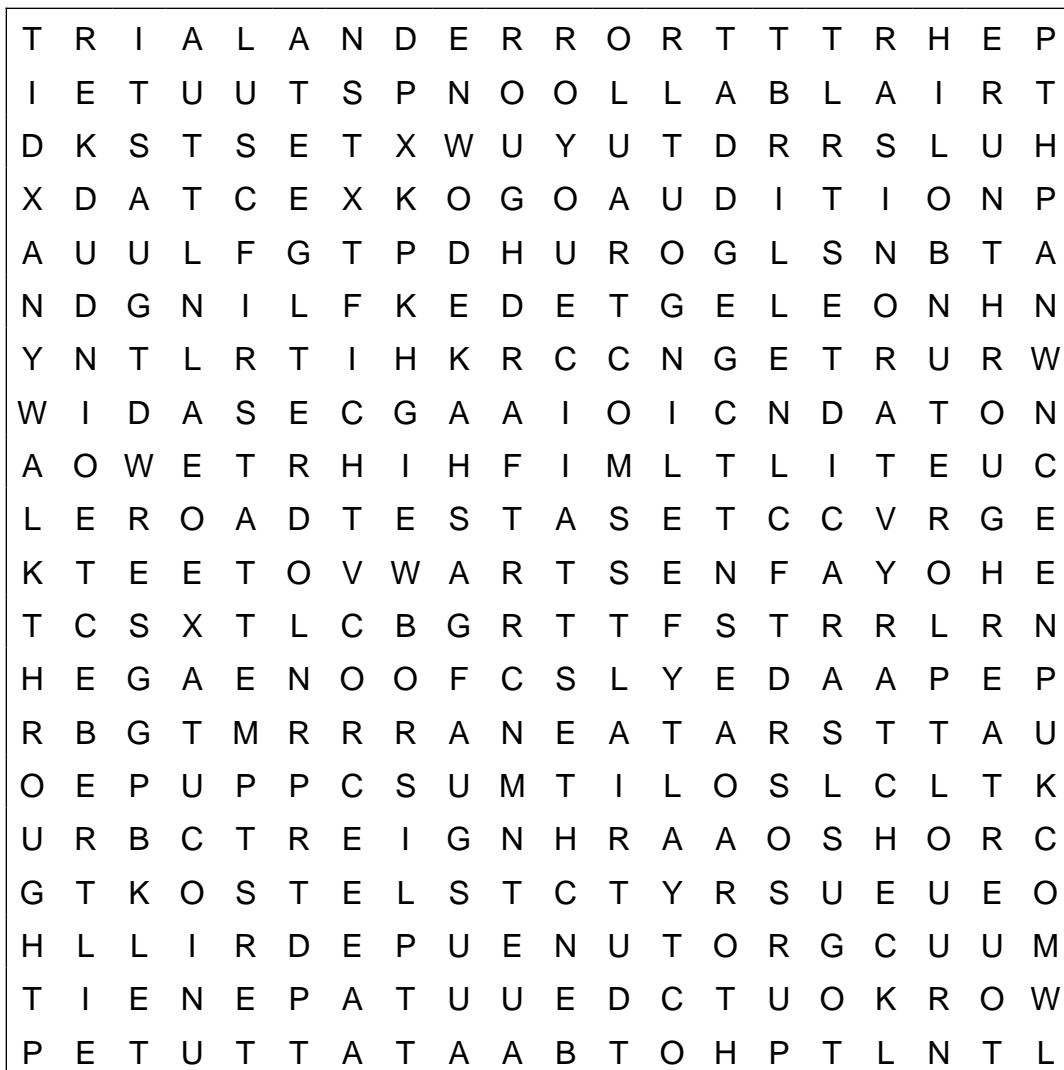 T R I A L A N D E R R O R T T T R H E P
I E T U U T S P N O O L L A B L A I R T
D K S T S E T X W U Y U T D R R S L U H
X D A T C E X K O G O A U D I T I O N P
A U U L F G T P D H U R O G L S N B T A
N D G N I L F K E D E T G E L E O N H N
Y N T L R T I H K R C C N G E T R U R W
W I D A S E C G A A I O I C N D A T O N
A O W E T R H I H F I M L T L I T E U C
L E R O A D T E S T A S E T C C V R G E
K T E E T O V W A R T S E N F A Y O H E
T C S X T L C B G R T T F S T R R L R N
H E G A E N O O F C S L Y E D A A P E P
R B G T M R R R A N E A T A R S T T A U
O E P U P P C S U M T I L O S L C L T K
U R B C T R E I G N H R A A O S H O R C
G T K O S T E L S T C T Y R S U E U E O
H L L I R D E P U E N U T O R G C U U M
T I E N E P A T U U E D C T U O K R O W
P E T U T T A T A A B T O H P T L N T L